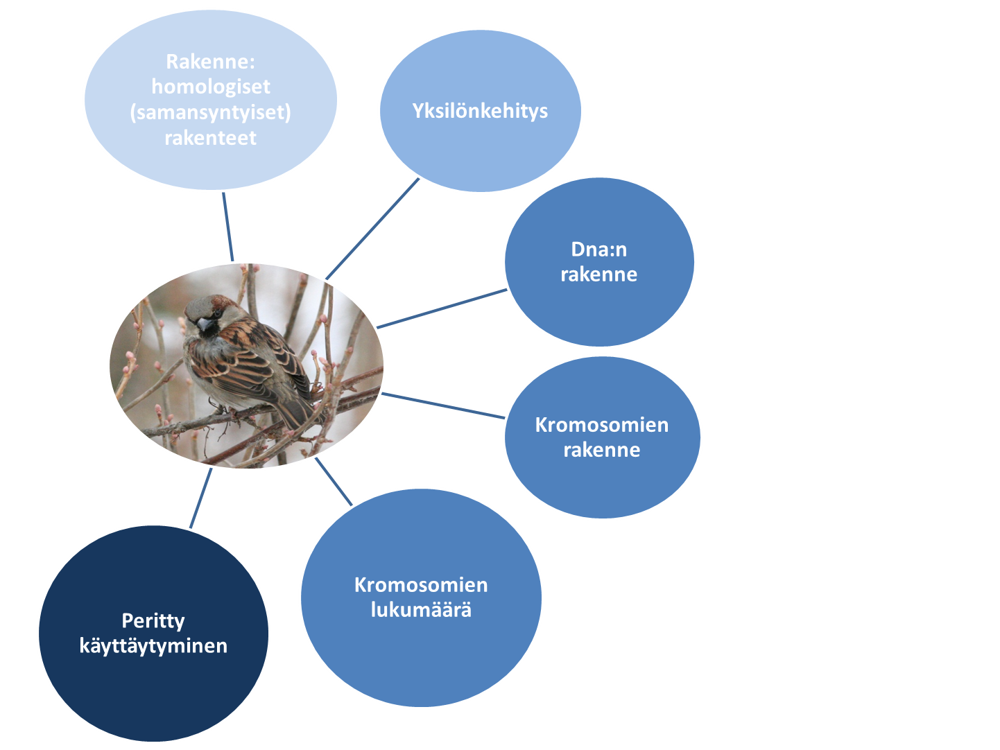 Rakenne:
homologiset
(samansyntyiset)
rakenteet
Yksilönkehitys
Dna:n
rakenne
Kromosomien
rakenne
Kromosomien
lukumäärä
Peritty
käyttäytyminen